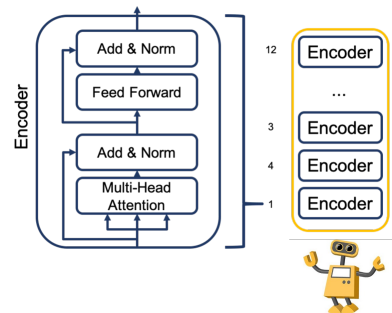 Encoder
Add & Norm
Feed Forward
Add & Norm
Multi-Head
Attention
12
Encoder
...
3
Encoder
4
Encoder
1
Encoder